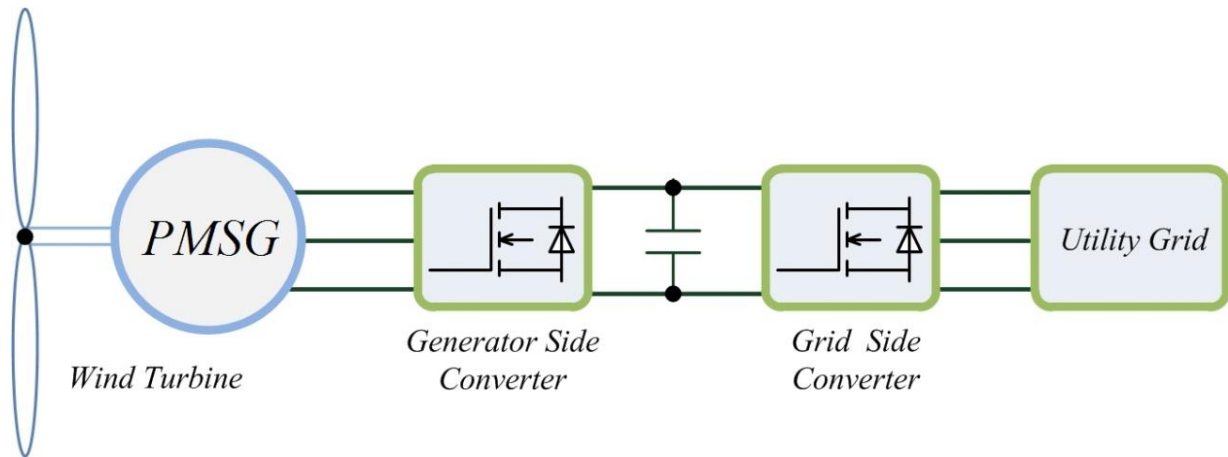 PMSG
Utility Grid
Generator Side
Converter
Grid Side
Converter
Wind Turbine